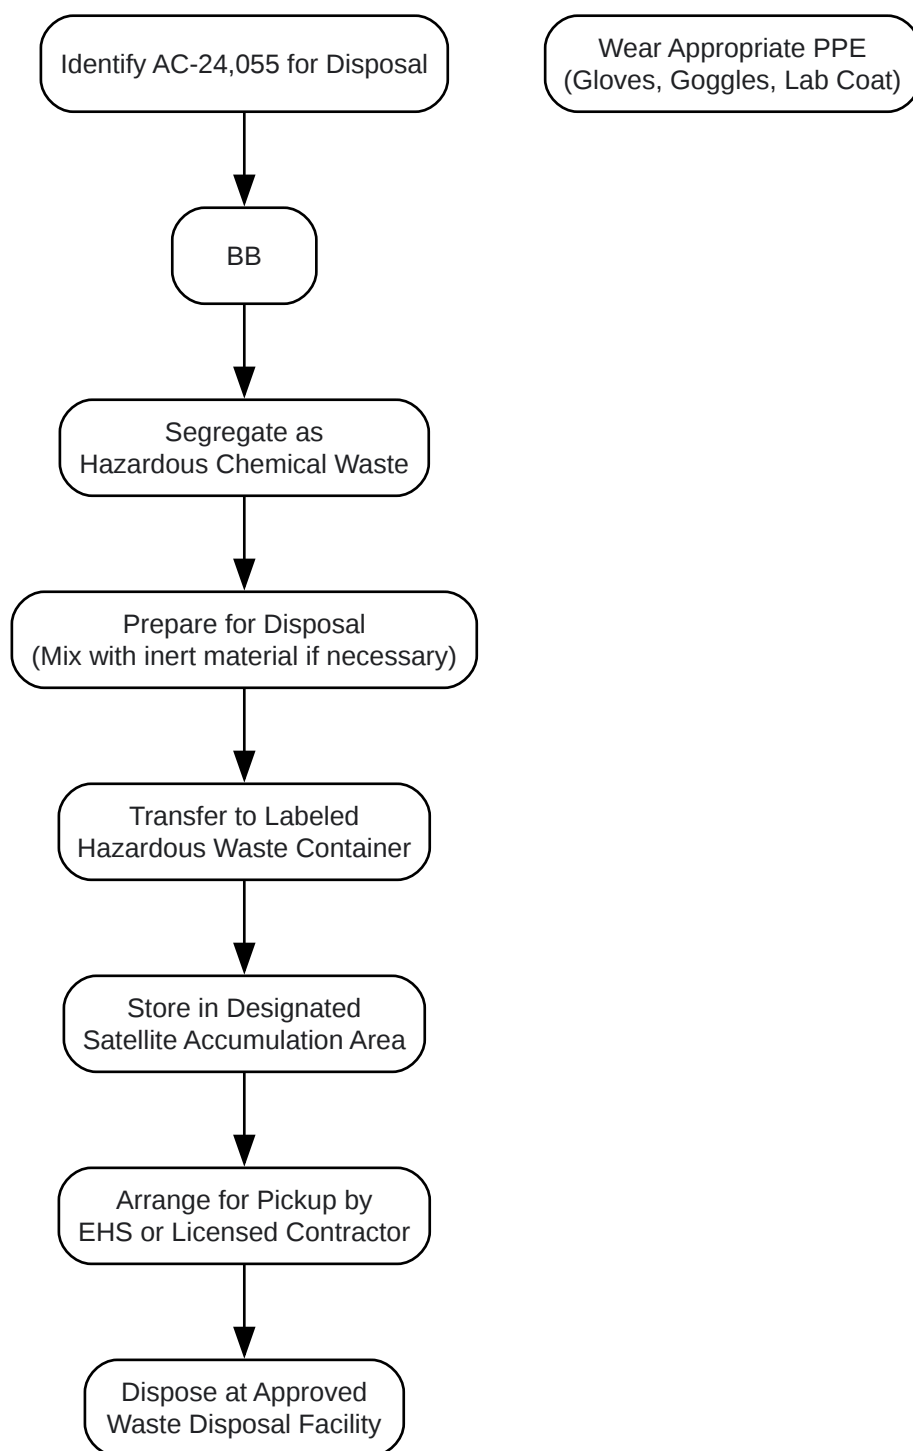 Identify AC-24,055 for Disposal
Wear Appropriate PPE
(Gloves, Goggles, Lab Coat)
BB
Segregate as
Hazardous Chemical Waste
Prepare for Disposal
(Mix with inert material if necessary)
Transfer to Labeled
Hazardous Waste Container
Store in Designated
Satellite Accumulation Area
Arrange for Pickup by
EHS or Licensed Contractor
Dispose at Approved
Waste Disposal Facility